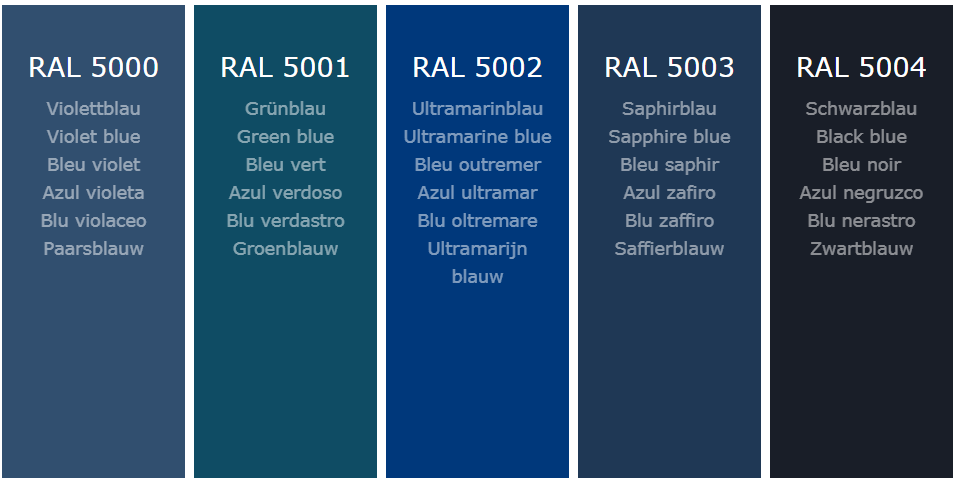 RAL 5000
Violettblau
Violet blue
Bleu violet
Azul violeta
Blu violaceo
Paarsblauw
RAL 5001
Grünblau
Green blue
Bleu vert
Azul verdoso
Blu verdastro
Groenblauw
RAL 5002
Ultramarinblau
Ultramarine blue
Bleu outremer
Azul ultramar
Blu oltremare
Ultramarijn
blauw
RAL 5003
Saphirblau
Sapphire blue
Bleu saphir
Azul zafiro
Blu zaffiro
Saffierblauw
RAL 5004
Schwarzblau
Black blue
Bleu noir
Azul negruzco
Blu nerastro
Zwartblauw